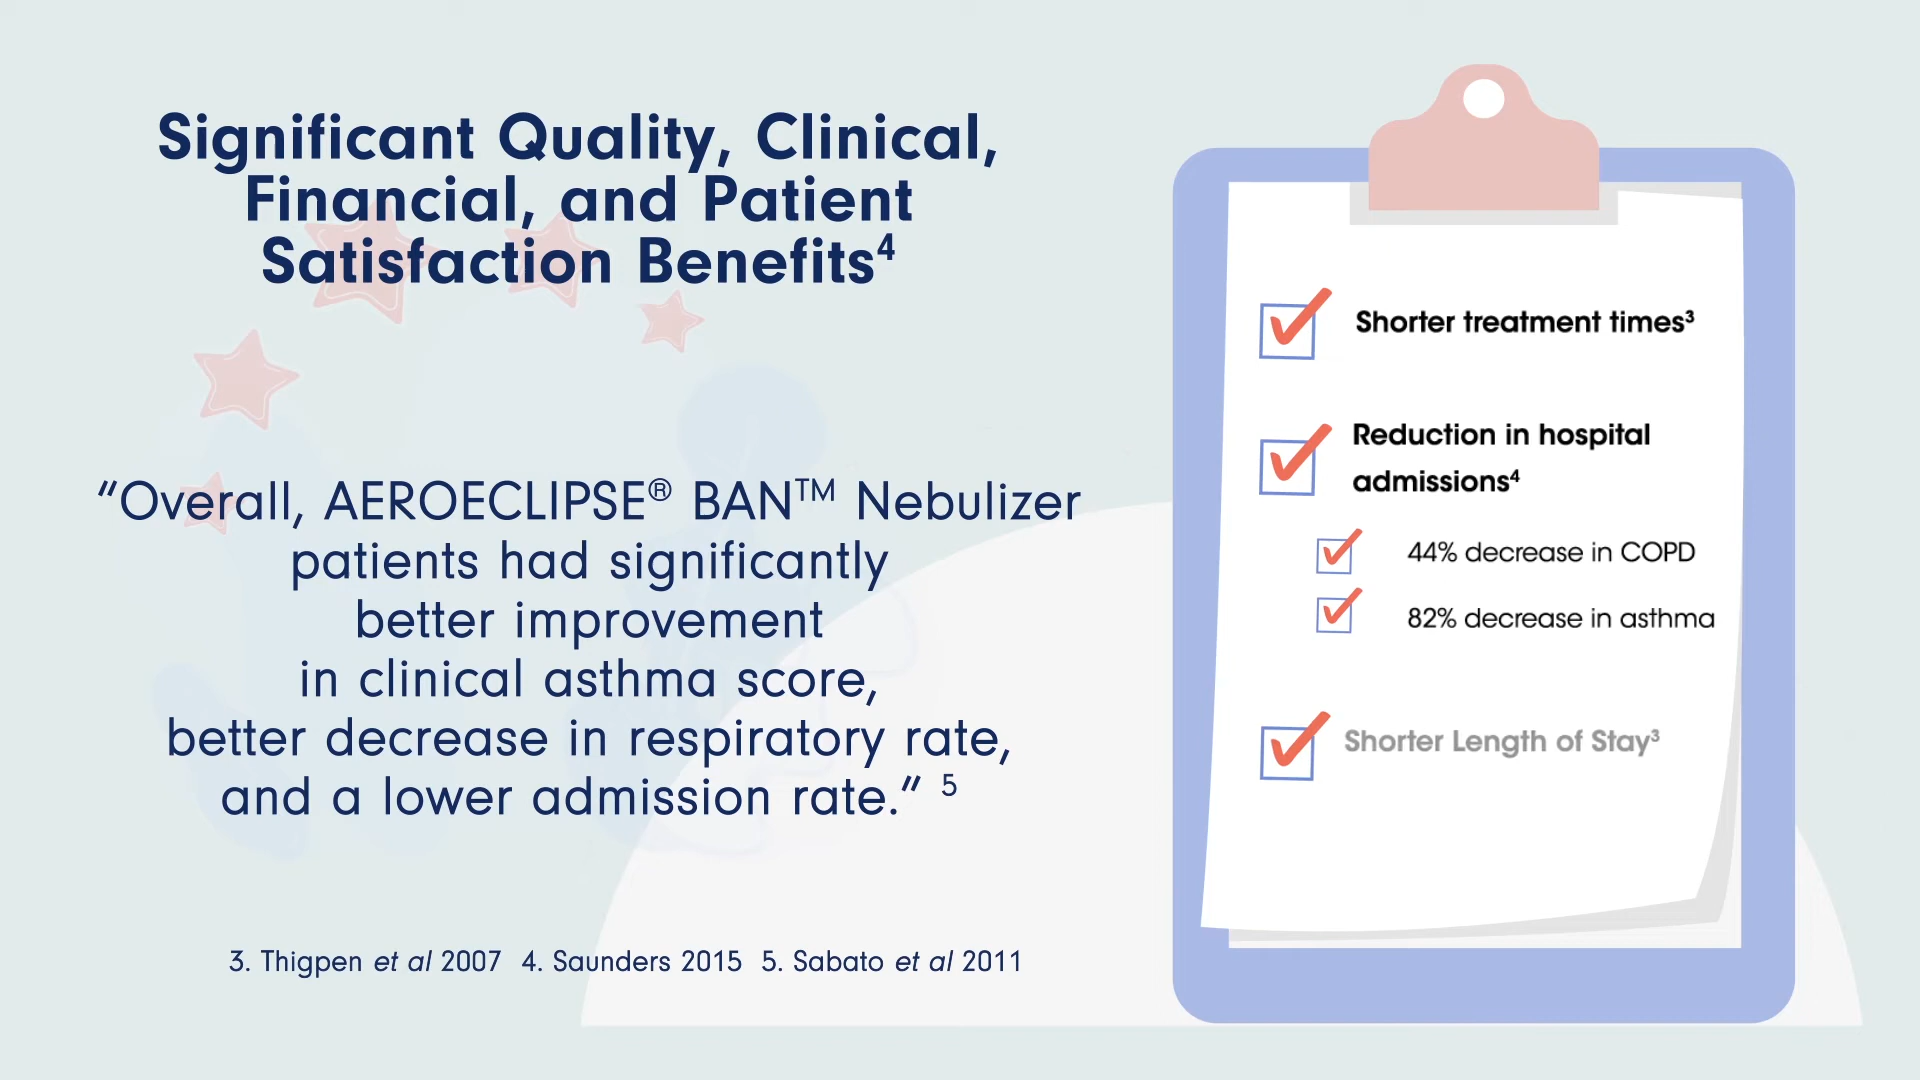 Significant Quality, Clinical,
Financial, and Patient
Satisfaction Benefits⁴
“Overall, AEROECLIPSE® BAN™ Nebulizer
patients had significantly
better improvement
in clinical asthma score,
better decrease in respiratory rate,
and a lower admission rate.” ⁵
3. Thigpen et al 2007 4. Saunders 2015 5. Sabato et al 2011
Shorter treatment times³
Reduction in hospital
admissions⁴
44% decrease in COPD
82% decrease in asthma
Shorter Length of Stay³